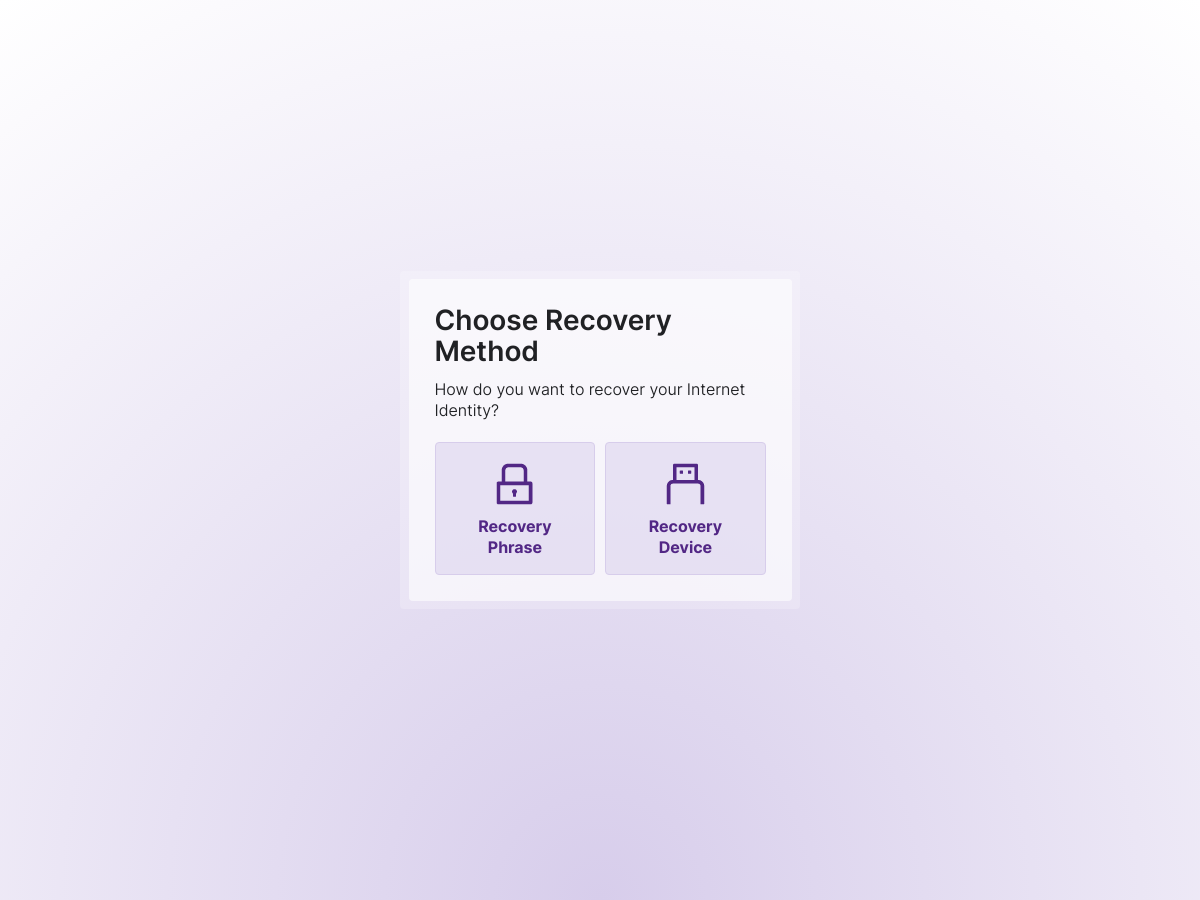 Choose Recovery
Method
How do you want to recover your Internet
Identity?
Recovery
Phrase
Recovery
Device